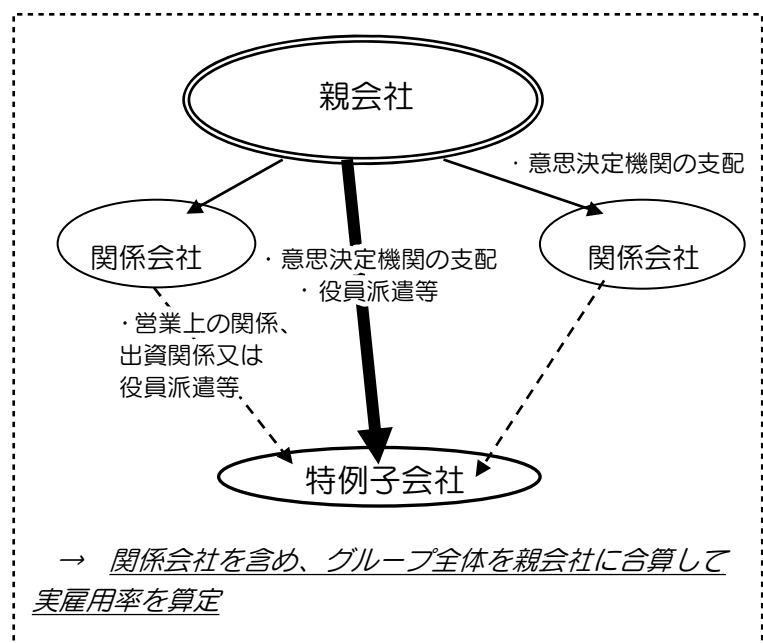 親会社
・意思決定機関の支配
関係会社
・意思決定機関の支配
・役員派遣等
関係会社
・営業上の関係、
出資関係又は
役員派遣等
特例子会社
→ 関係会社を含め、グループ全体を親会社に合算して
実雇用率を算定